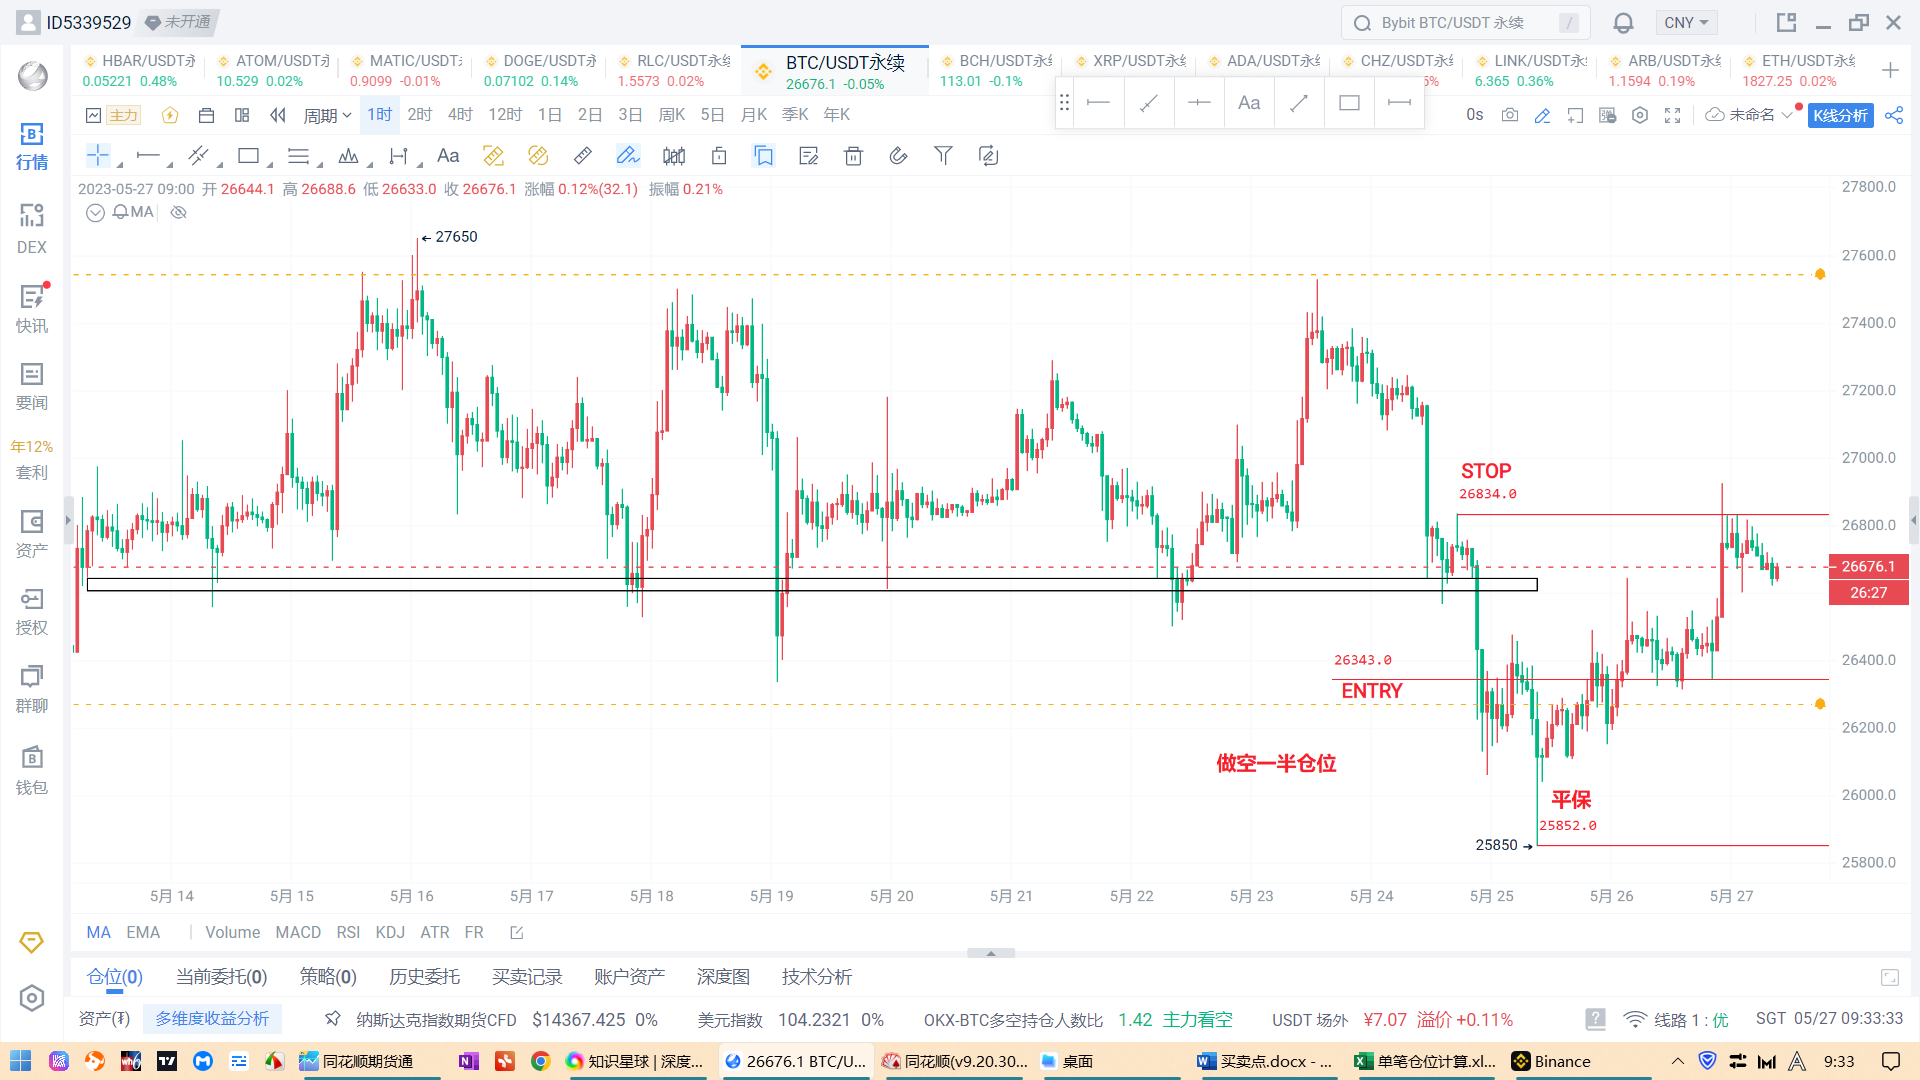 ID5339529 未开通
Bybit BTC/USDT 永续 /
CNY
HBAR/USDT永
0.05221 0.48%
ATOM/USDT永
10.529 0.02%
MATIC/USDT
0.9099 -0.01%
DOGE/USDT永
0.07102 0.14%
RLC/USDT永续
1.5573 0.02%
BTC/USDT永续
26676.1 -0.05%
BCH/USDT永续
113.01 -0.1%
XRP/USDT永续
ADA/USDT永续
CHZ/USDT永续
5%
LINK/USDT永
6.365 0.36%
ARB/USDT永续
1.1594 0.19%
ETH/USDT永续
1827.25 0.02%
主力 周期 1时 2时 4时 12时 1日 2日 3日 周K 5日 月K 季K 年K
Aa
0s 未命名 K线分析
Aa
2023-05-27 09:00 开 26644.1 高 26688.6 低 26633.0 收 26676.1 涨幅 0.12%(32.1) 振幅 0.21%
MA
行情
DEX
快讯
要闻
年12%
套利
资产
授权
群聊
钱包
27800.0
27600.0
27400.0
27200.0
27000.0
26800.0
26676.1
26:27
26400.0
26200.0
26000.0
25800.0
27650
STOP
26834.0
26343.0
ENTRY
做空一半仓位
平保
25852.0
25850
5月 14 5月 15 5月 16 5月 17 5月 18 5月 19 5月 20 5月 21 5月 22 5月 23 5月 24 5月 25 5月 26 5月 27
MA EMA Volume MACD RSI KDJ ATR FR
仓位(0) 当前委托(0) 策略(0) 历史委托 买卖记录 账户资产 深度图 技术分析
资产(₮) 多维度收益分析 纳斯达克指数期货CFD $14367.425 0% 美元指数 104.2321 0% OKX-BTC多空持仓人数比 1.42 主力看空 USDT 场外 ¥7.07 溢价 +0.11% 线路 1 : 优 SGT 05/27 09:33:33
同花顺期货通 知识星球 | 深度... 26676.1 BTC/U... 同花顺(v9.20.30... 桌面 买卖点.docx - ... 单笔仓位计算.xl... Binance 9:33